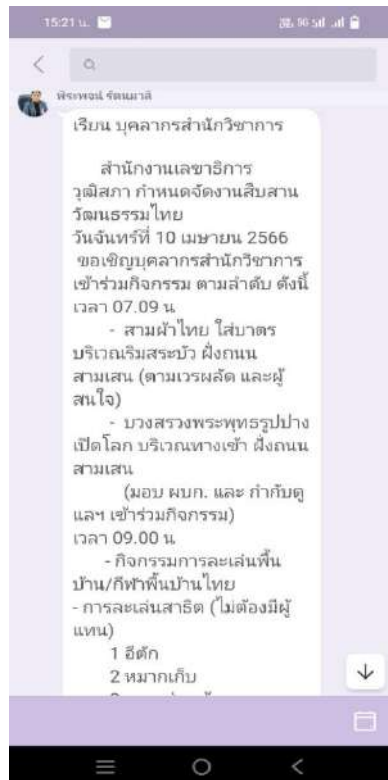 15:21 น.
พีระพจน์ รัตนมาลี
เรียน บุคลากรสำนักวิชาการ
สำนักงานเลขาธิการ
วุฒิสภา กำหนดจัดงานสืบสาน
วัฒนธรรมไทย
วันจันทร์ที่ 10 เมษายน 2566
ขอเชิญบุคลากรสำนักวิชาการ
เข้าร่วมกิจกรรม ตามลำดับ ดังนี้
เวลา 07.09 น.
- สามผ้าไทย ใส่บาตร
บริเวณริมสระบัว ฝั่งถนน
สามเสน (ตามเวรผลัด และผู้
สนใจ)
- บวงสรวงพระพุทธรูปปาง
เปิดโลก บริเวณทางเข้า ฝั่งถนน
สามเสน
(มอบ ผบก. และ กำกับดู
แลฯ เข้าร่วมกิจกรรม)
เวลา 09.00 น
- กิจกรรมการละเล่นพื้น
บ้าน/กีฬาพื้นบ้านไทย
- การละเล่นสาธิต (ไม่ต้องมีผู้
แทน)
1 อีตัก
2 หมากเก็บ